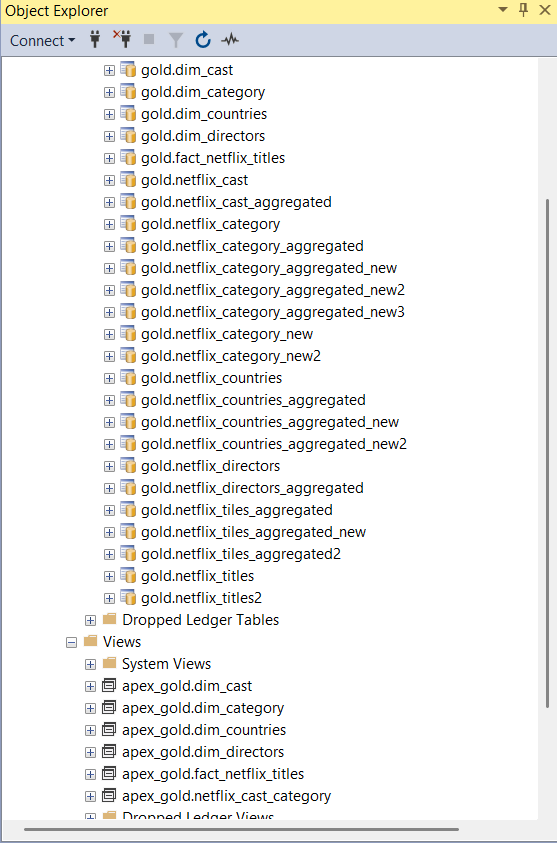 Object Explorer
Connect
gold.dim_cast
gold.dim_category
gold.dim_countries
gold.dim_directors
gold.fact_netflix_titles
gold.netflix_cast
gold.netflix_cast_aggregated
gold.netflix_category
gold.netflix_category_aggregated
gold.netflix_category_aggregated_new
gold.netflix_category_aggregated_new2
gold.netflix_category_aggregated_new3
gold.netflix_category_new
gold.netflix_category_new2
gold.netflix_countries
gold.netflix_countries_aggregated
gold.netflix_countries_aggregated_new
gold.netflix_countries_aggregated_new2
gold.netflix_directors
gold.netflix_directors_aggregated
gold.netflix_tiles_aggregated
gold.netflix_tiles_aggregated_new
gold.netflix_tiles_aggregated2
gold.netflix_titles
gold.netflix_titles2
Dropped Ledger Tables
Views
System Views
apex_gold.dim_cast
apex_gold.dim_category
apex_gold.dim_countries
apex_gold.dim_directors
apex_gold.fact_netflix_titles
apex_gold.netflix_cast_category
Dropped Ledger Views